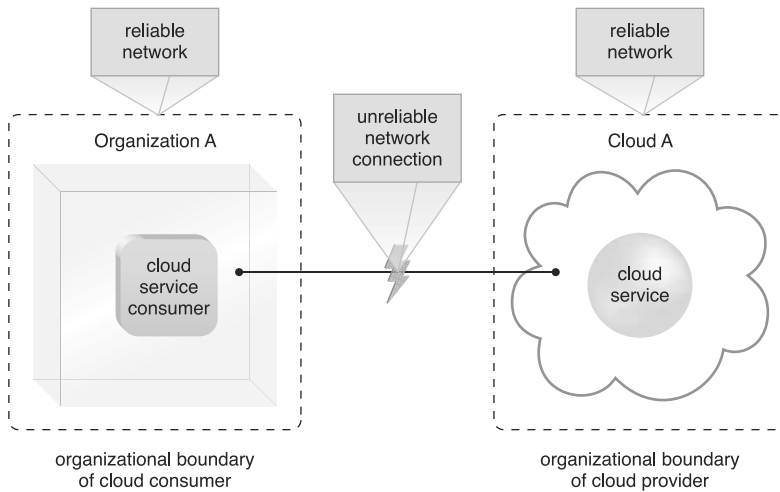 reliable
network
reliable
network
unreliable
network
connection
Organization A
Cloud A
cloud
service
consumer
cloud
service
organizational boundary
of cloud consumer
organizational boundary
of cloud provider